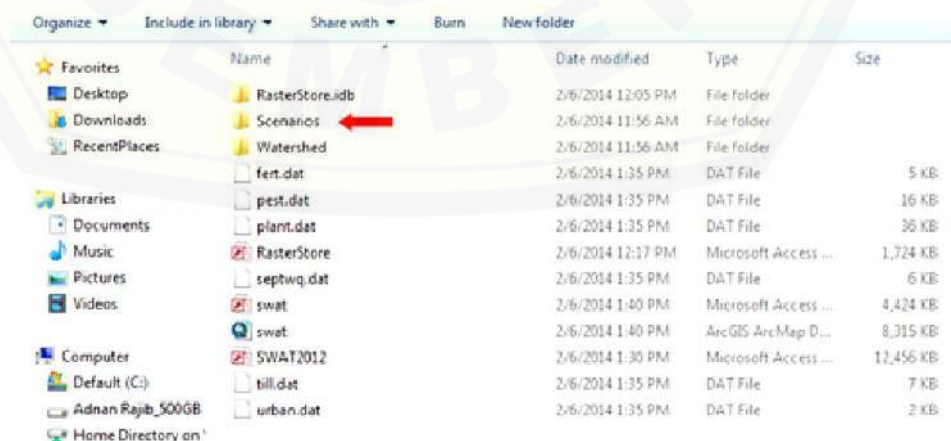 Organize Include in library Share with Burn New folder
Name Date modified Type Size
Favorites
Desktop
Downloads
RecentPlaces
Libraries
Documents
Music
Pictures
Videos
Computer
Default (C:)
Adnan Rajib_500GB
Home Directory on
RasterStore.idb 2/6/2014 12:05 PM File folder
Scenarios 2/6/2014 11:56 AM File folder
Watershed 2/6/2014 11:56 AM File folder
fert.dat 2/6/2014 1:35 PM DAT File 5 KB
pest.dat 2/6/2014 1:35 PM DAT File 16 KB
plant.dat 2/6/2014 1:35 PM DAT File 36 KB
RasterStore 2/6/2014 12:17 PM Microsoft Access ... 1,724 KB
septwq.dat 2/6/2014 1:35 PM DAT File 6 KB
swat 2/6/2014 1:40 PM Microsoft Access ... 4,424 KB
swat 2/6/2014 1:40 PM ArcGIS ArcMap D... 8,315 KB
SWAT2012 2/6/2014 1:30 PM Microsoft Access ... 12,456 KB
till.dat 2/6/2014 1:35 PM DAT File 7 KB
urban.dat 2/6/2014 1:35 PM DAT File 2 KB